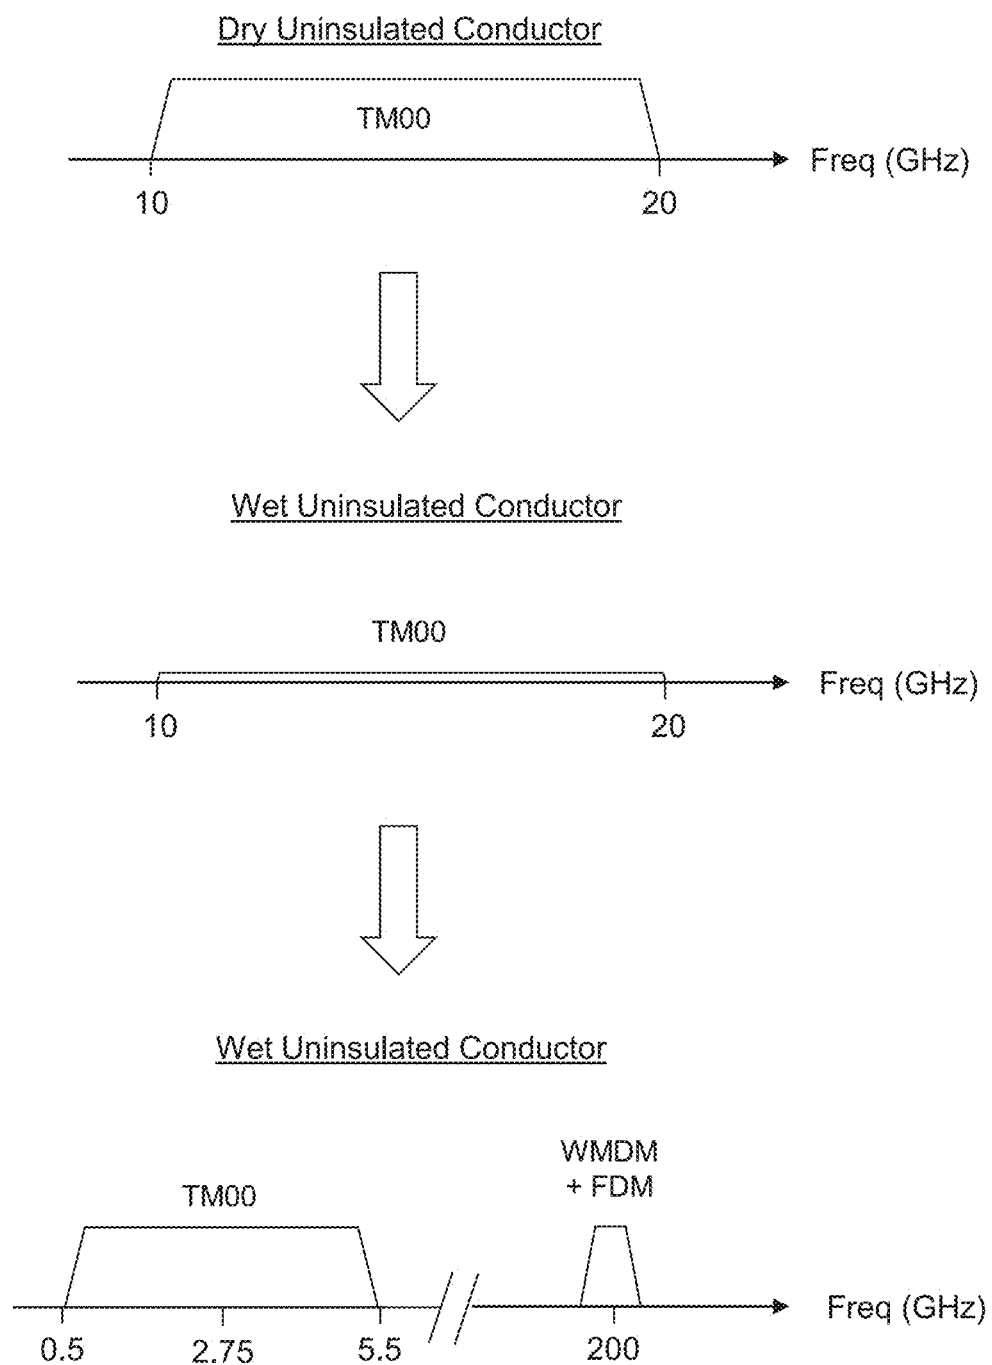 Dry Uninsulated Conductor
TM00
Freq (GHz)
10
20
Wet Uninsulated Conductor
TM00
Freq (GHz)
10
20
Wet Uninsulated Conductor
WMDM
+ FDM
TM00
Freq (GHz)
0.5
2.75
5.5
200